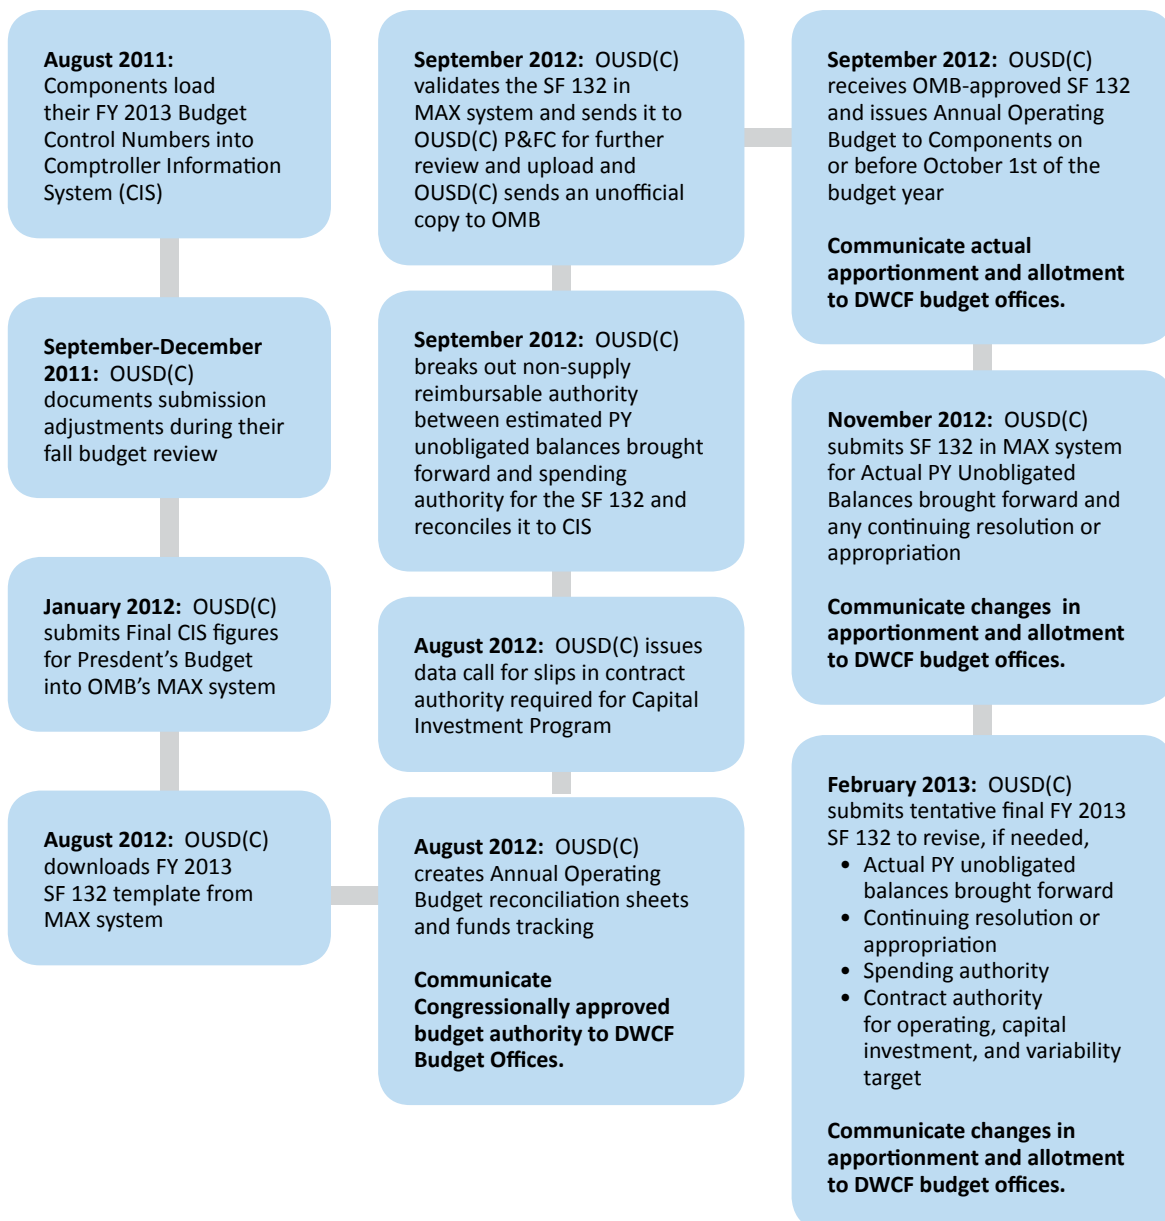 August 2011:
Components load
their FY 2013 Budget
Control Numbers into
Comptroller Information
System (CIS)
September-December
2011: OUSD(C)
documents submission
adjustments during their
fall budget review
January 2012: OUSD(C)
submits Final CIS figures
for Presdent’s Budget
into OMB’s MAX system
August 2012: OUSD(C)
downloads FY 2013
SF 132 template from
MAX system
September 2012: OUSD(C)
validates the SF 132 in
MAX system and sends it to
OUSD(C) P&FC for further
review and upload and
OUSD(C) sends an unofficial
copy to OMB
September 2012: OUSD(C)
breaks out non-supply
reimbursable authority
between estimated PY
unobligated balances brought
forward and spending
authority for the SF 132 and
reconciles it to CIS
August 2012: OUSD(C) issues
data call for slips in contract
authority required for Capital
Investment Program
August 2012: OUSD(C)
creates Annual Operating
Budget reconciliation sheets
and funds tracking
Communicate
Congressionally approved
budget authority to DWCF
Budget Offices.
September 2012: OUSD(C)
receives OMB-approved SF 132
and issues Annual Operating
Budget to Components on
or before October 1st of the
budget year
Communicate actual
apportionment and allotment
to DWCF budget offices.
November 2012: OUSD(C)
submits SF 132 in MAX system
for Actual PY Unobligated
Balances brought forward and
any continuing resolution or
appropriation
Communicate changes in
apportionment and allotment
to DWCF budget offices.
February 2013: OUSD(C)
submits tentative final FY 2013
SF 132 to revise, if needed,
• Actual PY unobligated
balances brought forward
• Continuing resolution or
appropriation
• Spending authority
• Contract authority
for operating, capital
investment, and variability
target
Communicate changes in
apportionment and allotment
to DWCF budget offices.